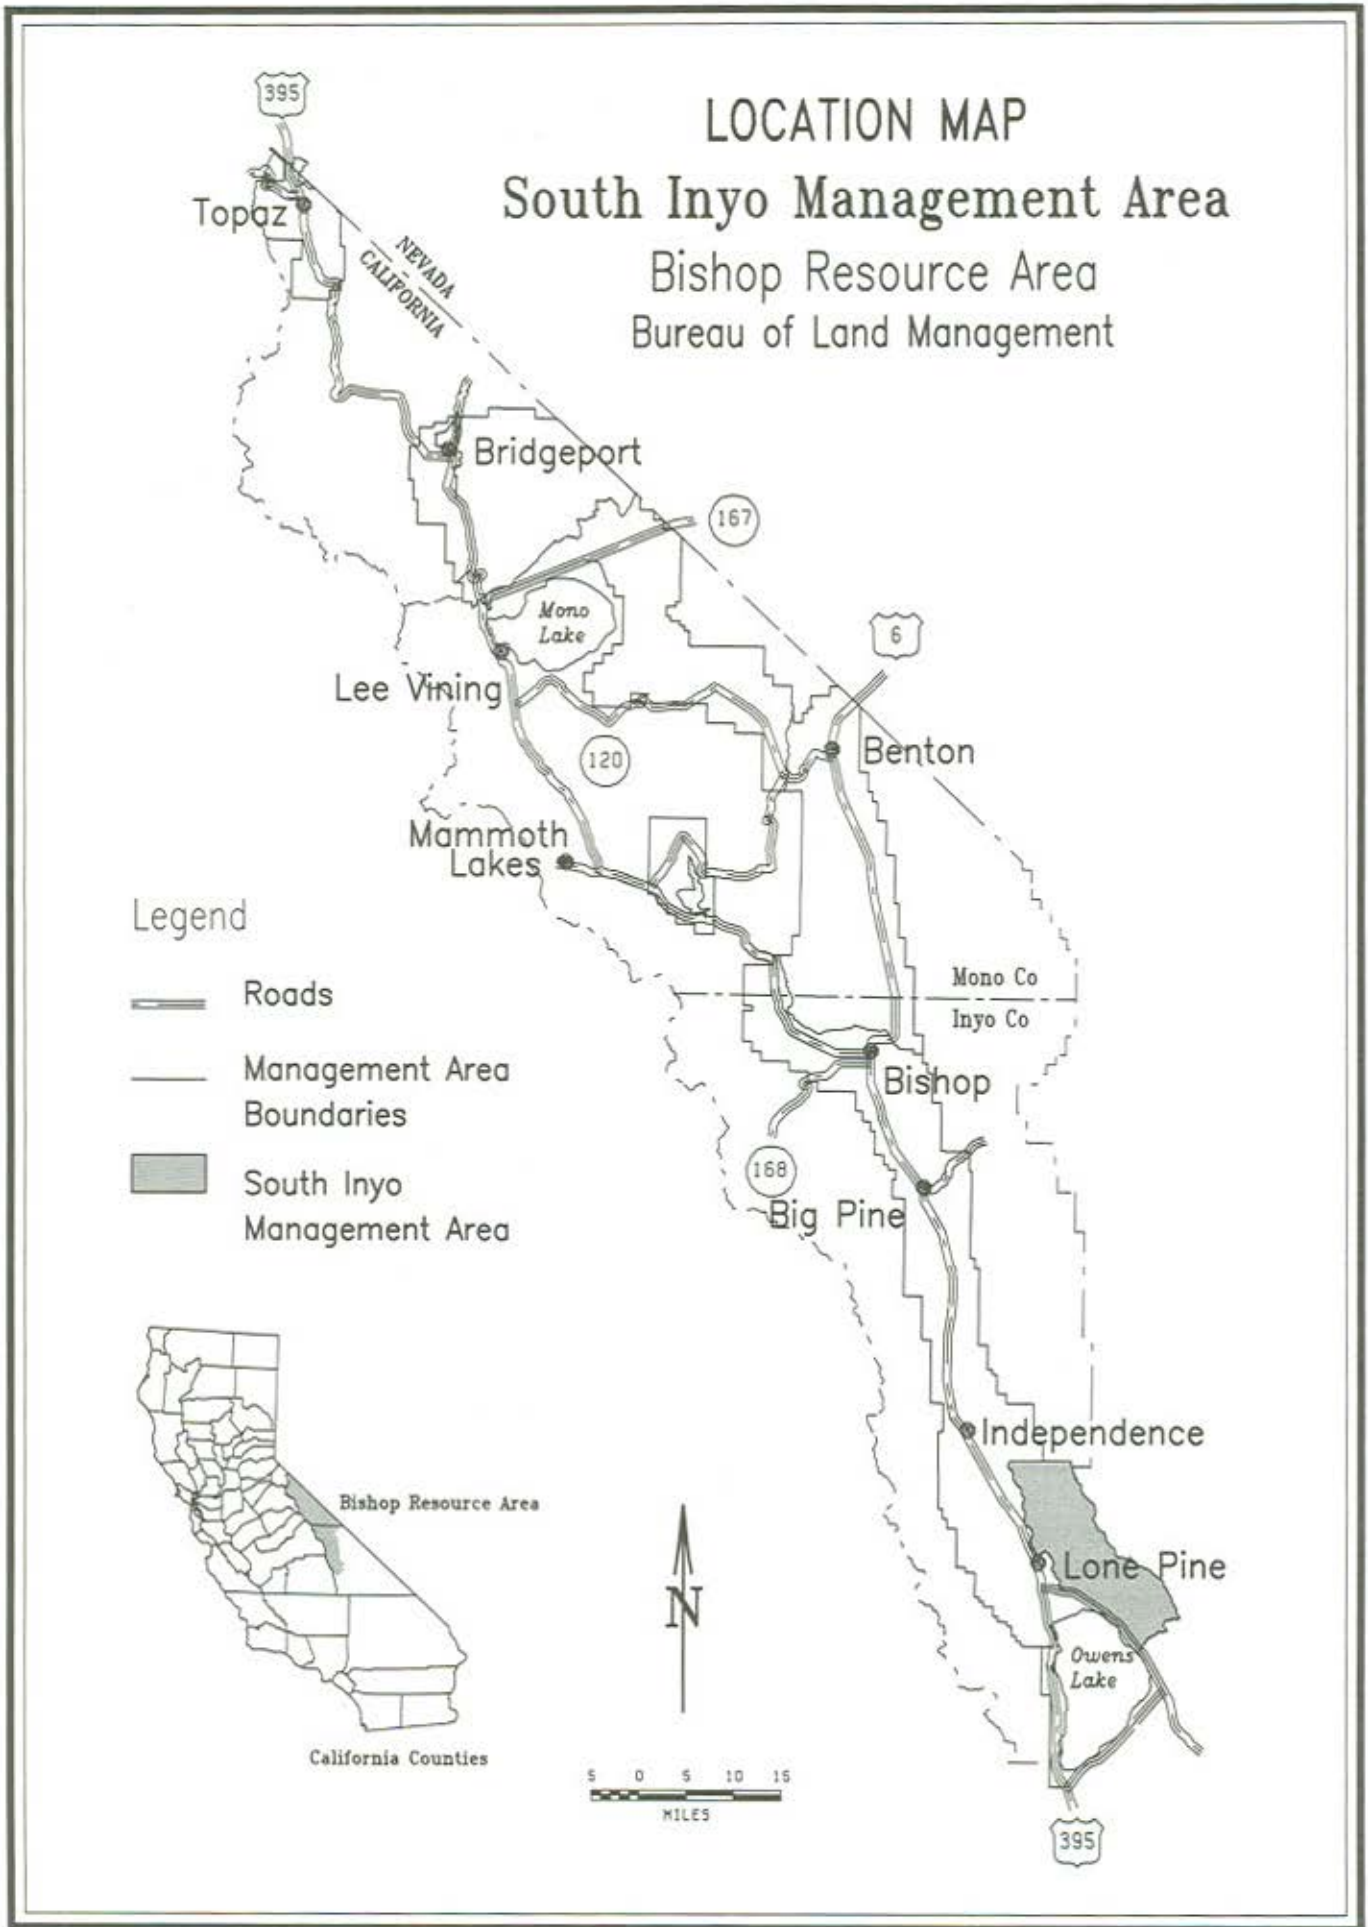 395
LOCATION MAP
South Inyo Management Area
Bishop Resource Area
Bureau of Land Management
Topaz
NEVADA
CALIFORNIA
Bridgeport
167
Mono
Lake
6
Lee Vining
120
Benton
Mammoth
Lakes
Legend
Roads
Management Area
Boundaries
South Inyo
Management Area
Mono Co
Inyo Co
Bishop
168
Big Pine
Independence
Bishop Resource Area
N
Lone Pine
Owens
Lake
California Counties
5 0 5 10 15
MILES
395